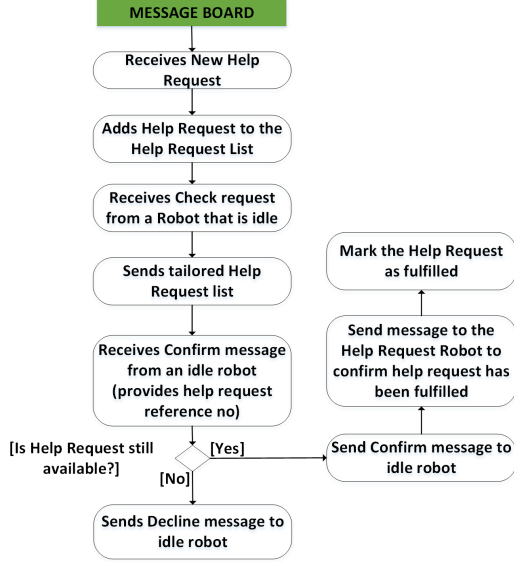 MESSAGE BOARD
Receives New Help
Request
Adds Help Request to the
Help Request List
Receives Check request
from a Robot that is idle
Sends tailored Help
Request list
Receives Confirm message
from an idle robot
(provides help request
reference no)
[Is Help Request still
available?]
[Yes]
[No]
Sends Decline message to
idle robot
Send Confirm message to
idle robot
Send message to the
Help Request Robot to
confirm help request has
been fulfilled
Mark the Help Request
as fulfilled